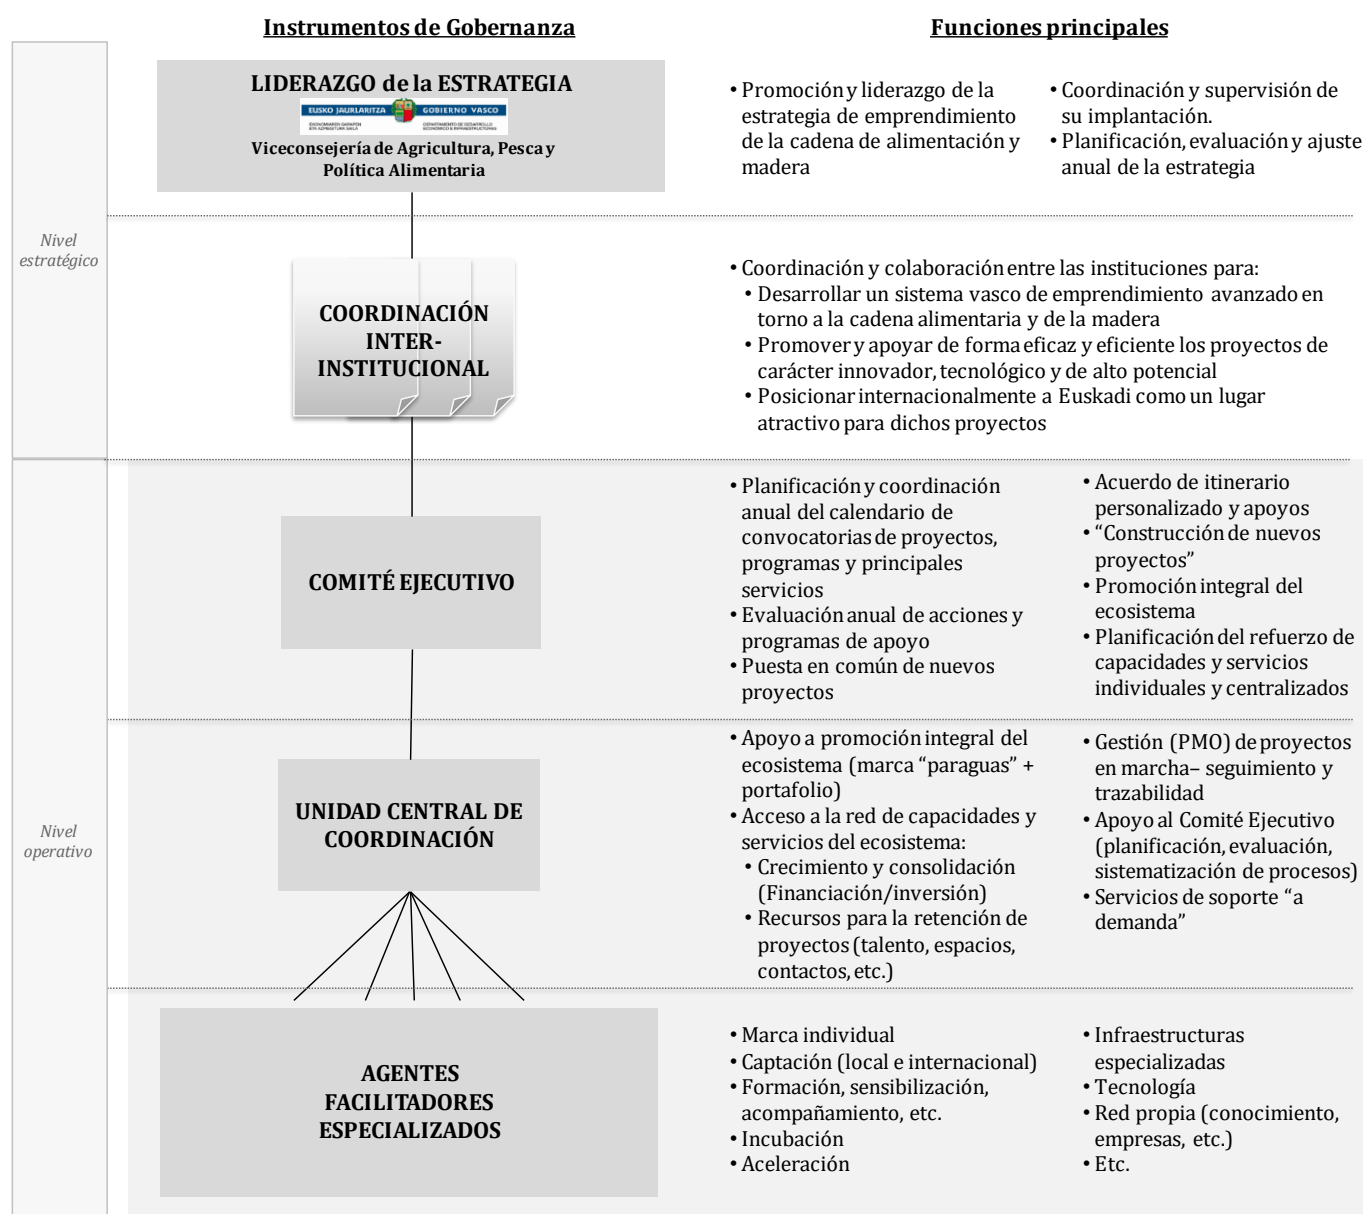 Instrumentos de Gobernanza
Funciones principales
Nivel
estratégico
LIDERAZGO de la ESTRATEGIA
EUSKO JAURLARITZA
GOBIERNO VASCO
EKONOMIAREN GARAPEN
ETA AZPIEGITURA SAILA
DEPARTAMENTO DE DESARROLLO
ECONÓMICO E INFRAESTRUCTURAS
Viceconsejería de Agricultura, Pesca y
Política Alimentaria
• Promoción y liderazgo de la
estrategia de emprendimiento
de la cadena de alimentación y
madera
• Coordinación y supervisión de
su implantación.
• Planificación, evaluación y ajuste
anual de la estrategia
COORDINACIÓN
INTER-
INSTITUCIONAL
• Coordinación y colaboración entre las instituciones para:
• Desarrollar un sistema vasco de emprendimiento avanzado en
torno a la cadena alimentaria y de la madera
• Promover y apoyar de forma eficaz y eficiente los proyectos de
carácter innovador, tecnológico y de alto potencial
• Posicionar internacionalmente a Euskadi como un lugar
atractivo para dichos proyectos
Nivel
operativo
COMITÉ EJECUTIVO
• Planificación y coordinación
anual del calendario de
convocatorias de proyectos,
programas y principales
servicios
• Evaluación anual de acciones y
programas de apoyo
• Puesta en común de nuevos
proyectos
• Acuerdo de itinerario
personalizado y apoyos
• “Construcción de nuevos
proyectos”
• Promoción integral del
ecosistema
• Planificación del refuerzo de
capacidades y servicios
individuales y centralizados
UNIDAD CENTRAL DE
COORDINACIÓN
• Apoyo a promoción integral del
ecosistema (marca “paraguas” +
portafolio)
• Acceso a la red de capacidades y
servicios del ecosistema:
• Crecimiento y consolidación
(Financiación/inversión)
• Recursos para la retención de
proyectos (talento, espacios,
contactos, etc.)
• Gestión (PMO) de proyectos
en marcha– seguimiento y
trazabilidad
• Apoyo al Comité Ejecutivo
(planificación, evaluación,
sistematización de procesos)
• Servicios de soporte “a
demanda”
AGENTES
FACILITADORES
ESPECIALIZADOS
• Marca individual
• Captación (local e internacional)
• Formación, sensibilización,
acompañamiento, etc.
• Incubación
• Aceleración
• Infraestructuras
especializadas
• Tecnología
• Red propia (conocimiento,
empresas, etc.)
• Etc.